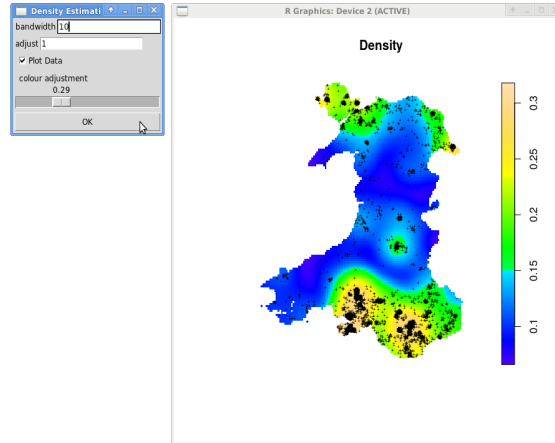 Density Estimati
bandwidth 10
adjust 1
Plot Data
colour adjustment
0.29
OK
R Graphics: Device 2 (ACTIVE)
Density
0.3
0.25
0.2
0.15
0.1